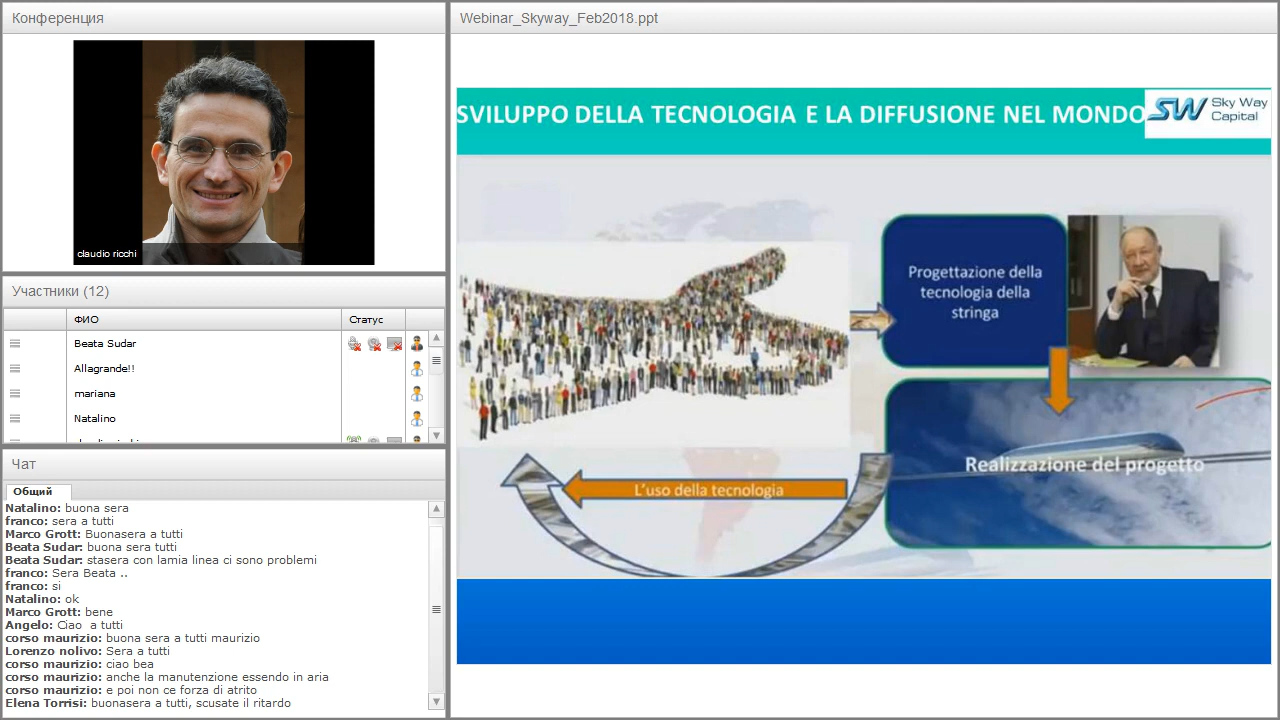 Конференция
claudio ricchi
Участники (12)
ФИО
Статус
Beata Sudar
Allagrande!!
mariana
Natalino
Чат
Общий
Natalino: buona sera
franco: sera a tutti
Marco Grott: Buonasera a tutti
Beata Sudar: buona sera tutti
Beata Sudar: stasera con lamia linea ci sono problemi
franco: Sera Beata ..
franco: si
Natalino: ok
Marco Grott: bene
Angelo: Ciao  a tutti
corso maurizio: buona sera a tutti maurizio
Lorenzo nolivo: Sera a tutti
corso maurizio: ciao bea
corso maurizio: anche la manutenzione essendo in aria
corso maurizio: e poi non ce forza di atrito
Elena Torrisi: buonasera a tutti, scusate il ritardo
Webinar_Skyway_Feb2018.ppt
SVILUPPO DELLA TECNOLOGIA E LA DIFFUSIONE NEL MONDO
SW Sky Way
Capital
Progettazione della
tecnologia della
stringa
Realizzazione del progetto
L'uso della tecnologia